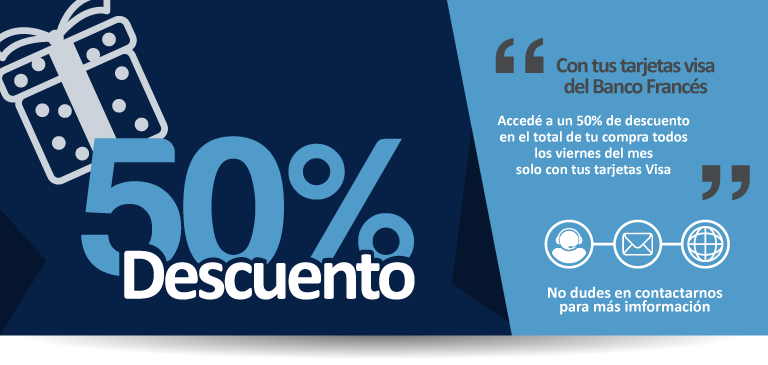 50%
Descuento
“ Con tus tarjetas visa
del Banco Francés
Accedé a un 50% de descuento
en el total de tu compra todos
los viernes del mes
solo con tus tarjetas Visa ”
No dudes en contactarnos
para más imformación